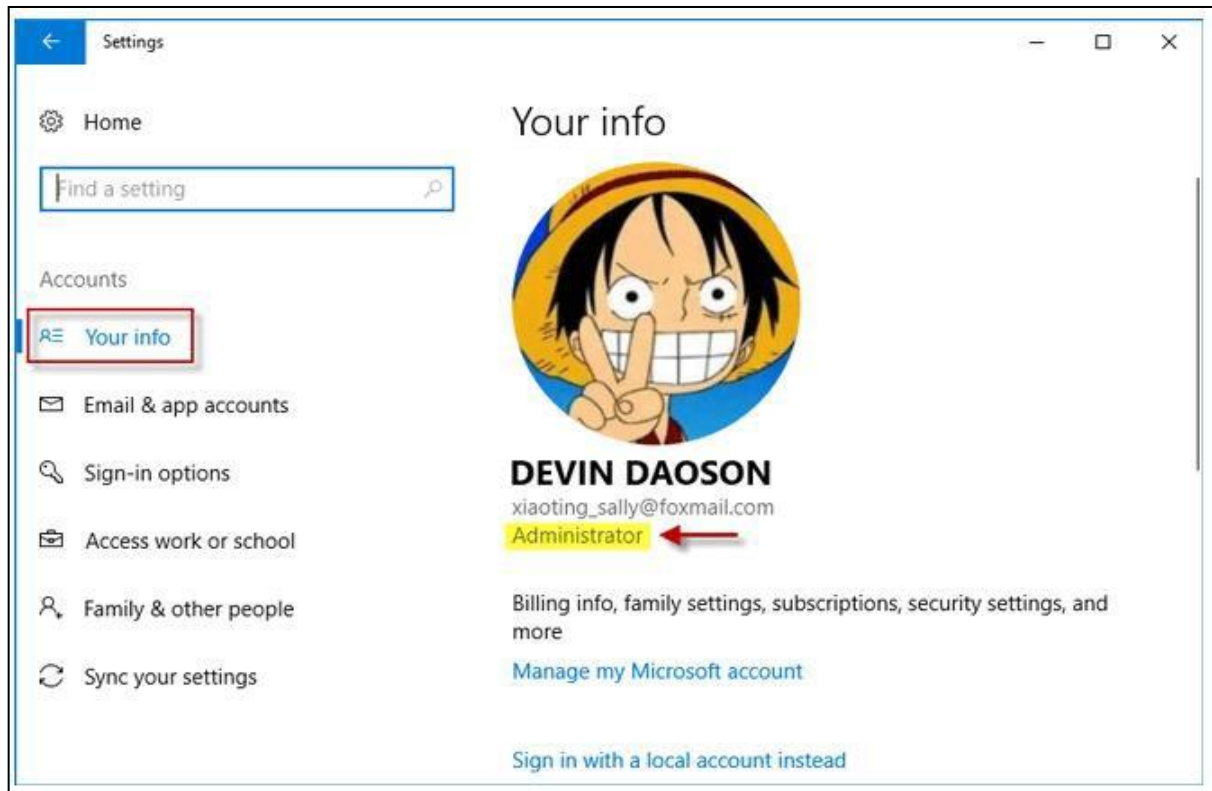 Settings
Home
Find a setting
Accounts
Your info
Email & app accounts
Sign-in options
Access work or school
Family & other people
Sync your settings
Your info
DEVIN DAOSON
xiaoting_sally@foxmail.com
Administrator
Billing info, family settings, subscriptions, security settings, and
more
Manage my Microsoft account
Sign in with a local account instead